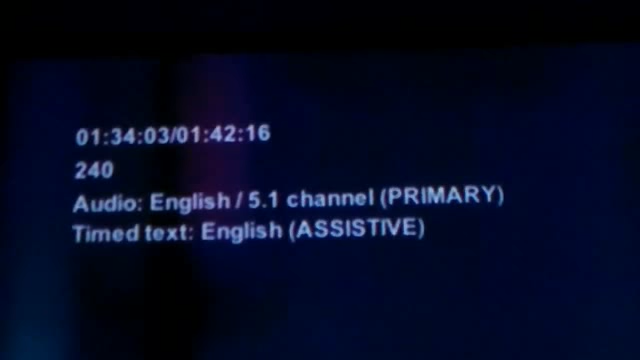 01:34:03/01:42:16
240
Audio: English / 5.1 channel (PRIMARY)
Timed text: English (ASSISTIVE)